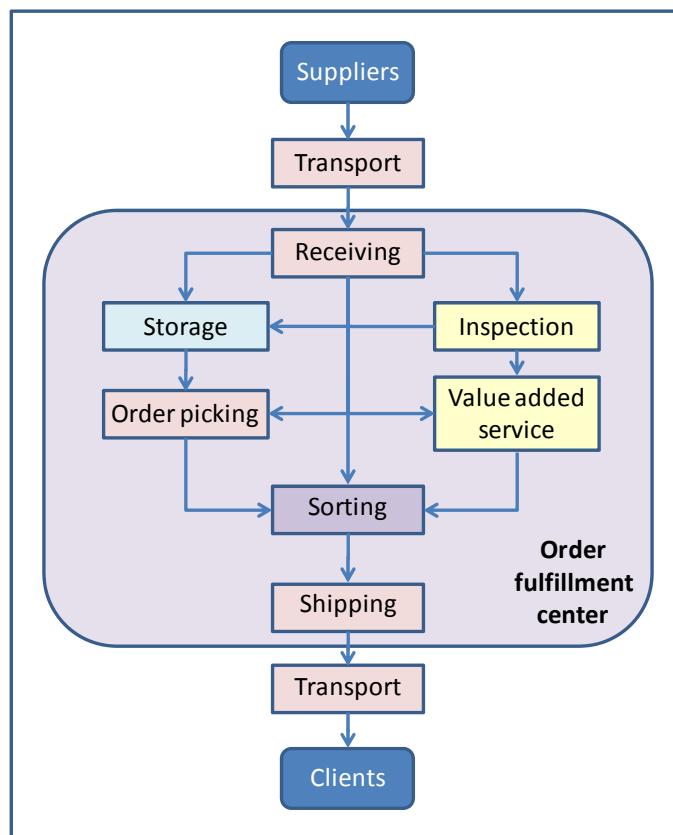 Suppliers
Transport
Receiving
Storage
Inspection
Order picking
Value added
service
Sorting
Order
fulfillment
center
Shipping
Transport
Clients